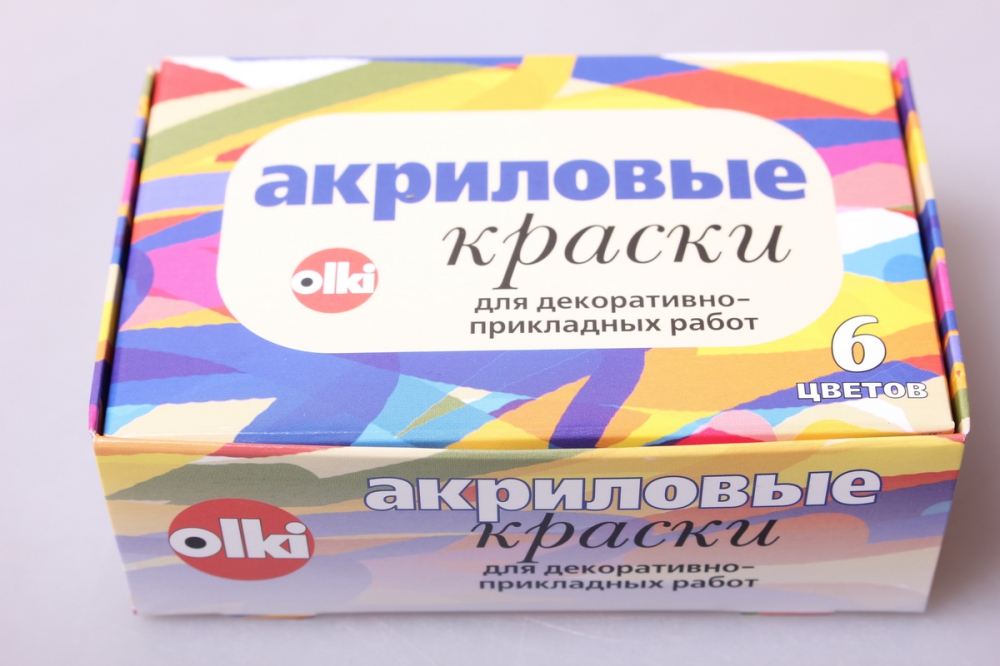 акриловые
краски
olki
для декоративно-
прикладных работ
6
цветов
акриловые
olki
краски
для декоративно-
прикладных работ